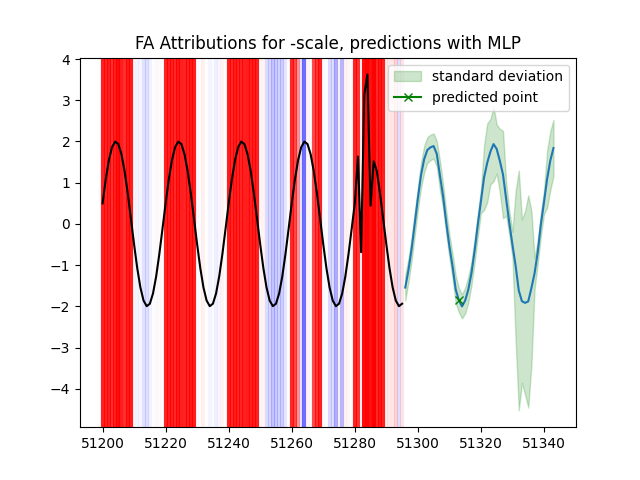 FA Attributions for -scale, predictions with MLP
4
3
2
1
0
−1
−2
−3
−4
standard deviation
predicted point
51200 51220 51240 51260 51280 51300 51320 51340